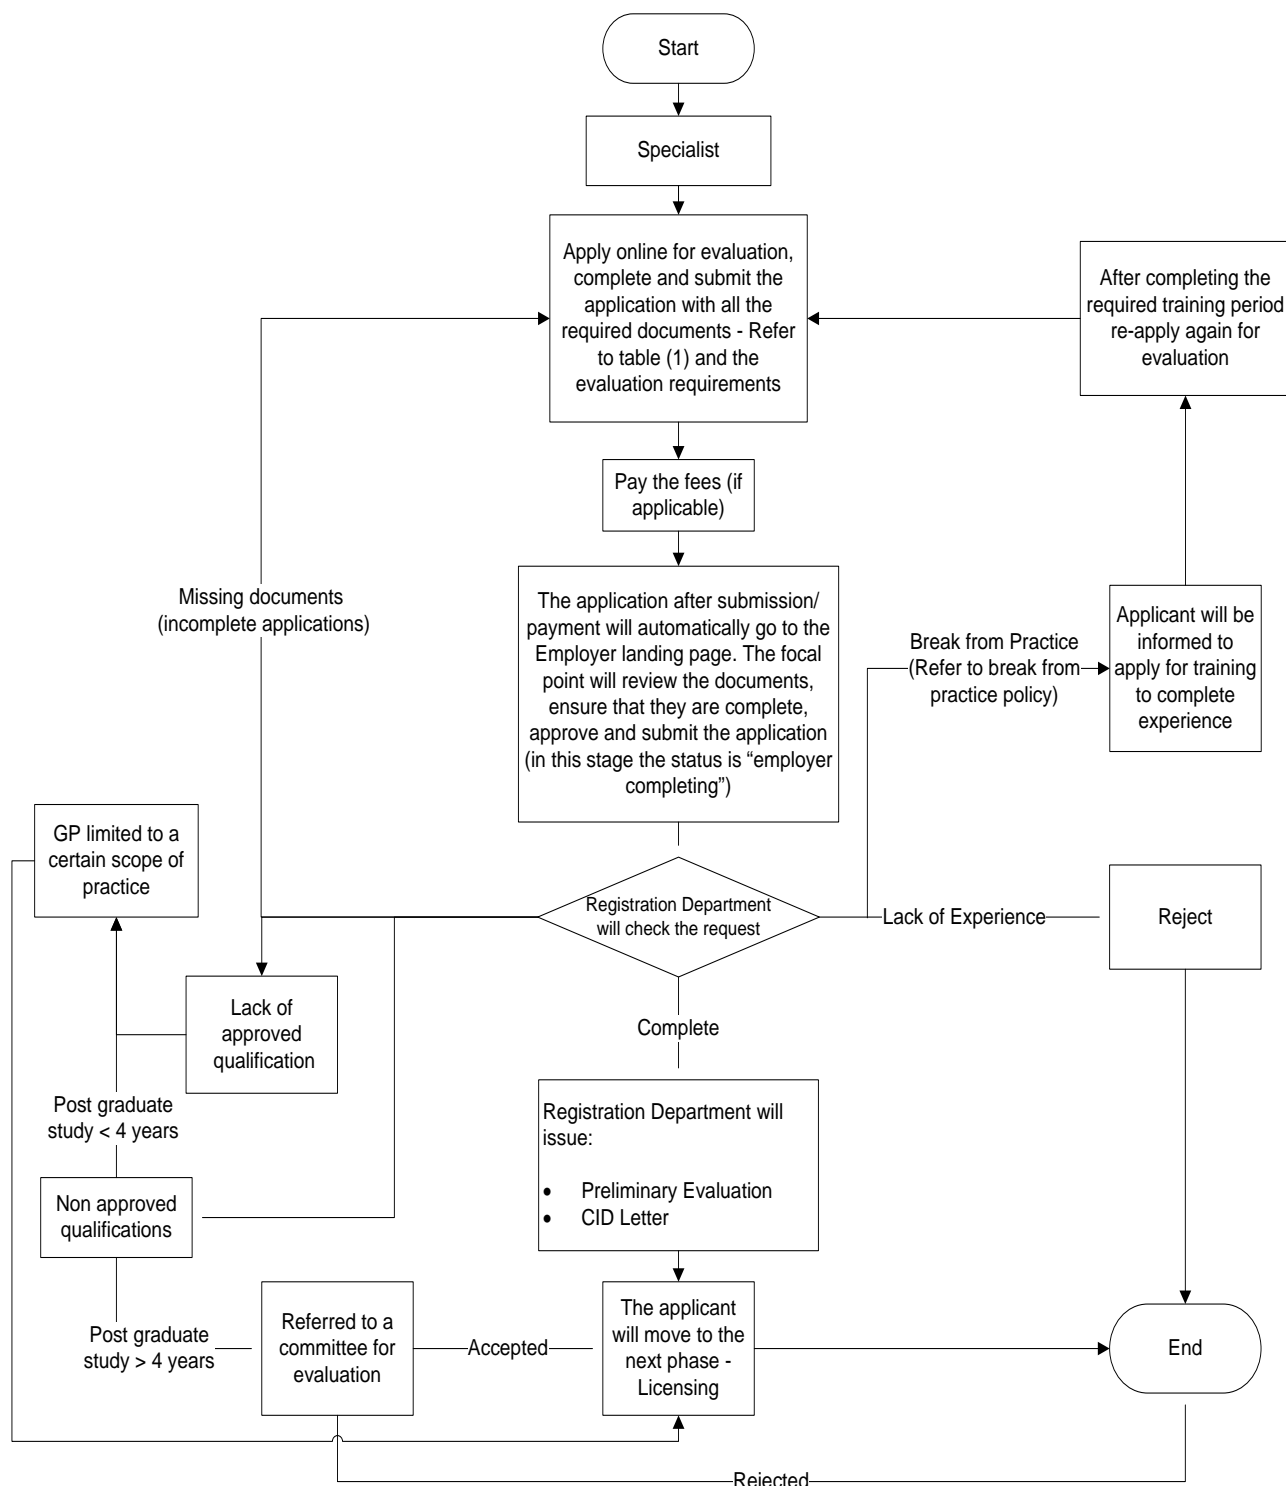 Start
Specialist
Apply online for evaluation,
complete and submit the
application with all the
required documents - Refer
to table (1) and the
evaluation requirements
After completing the
required training period
re-apply again for
evaluation
Pay the fees (if
applicable)
Missing documents
(incomplete applications)
The application after submission/
payment will automatically go to the
Employer landing page. The focal
point will review the documents,
ensure that they are complete,
approve and submit the application
(in this stage the status is “employer
completing”)
Break from Practice
(Refer to break from
practice policy)
Applicant will be
informed to
apply for training
to complete
experience
GP limited to a
certain scope of
practice
Registration Department
will check the request
Lack of Experience
Reject
Lack of
approved
qualification
Complete
Post graduate
study < 4 years
Registration Department will
issue:
• Preliminary Evaluation
• CID Letter
Non approved
qualifications
Post graduate
study > 4 years
Referred to a
committee for
evaluation
Accepted
The applicant
will move to the
next phase -
Licensing
End
Rejected